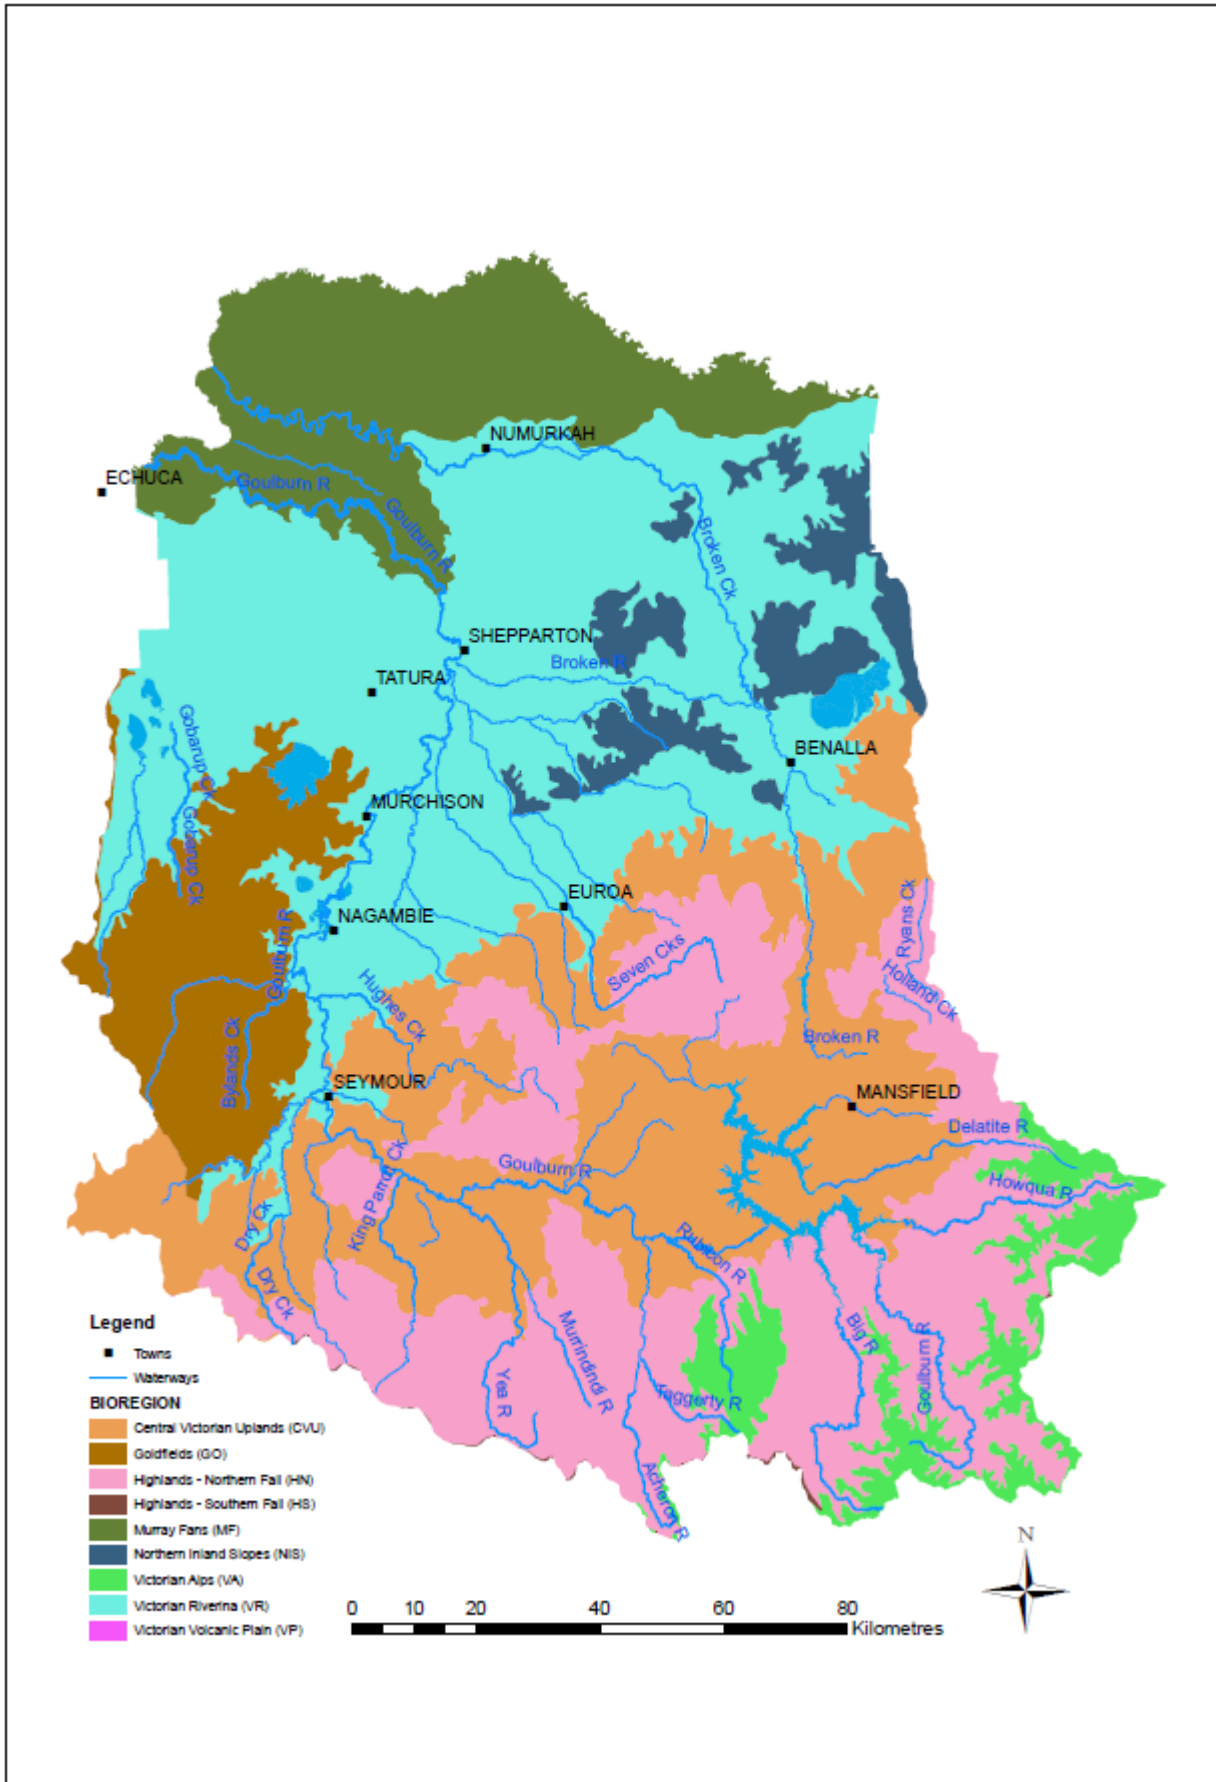 NUMURKAH
ECHUCA
Goulburn R
Goulburn R
Broken Ck
SHEPPARTON
Broken R
TATURA
Gobarup Ck
BENALLA
MURCHISON
Gobarup Ck
EUROA
Ryans Ck
NAGAMBIE
Goulburn R
Seven Cks
Holland Ck
Hughes Ck
Broken R
Bylands Ck
SEYMOUR
MANSFIELD
Delatite R
King Parrot Ck
Goulburn R
Howqua R
Dry Ck
Rubicon R
Dry Ck
Murrindindi R
Big R
Goulburn R
Yea R
Taggerty R
Acheron R
Legend
Towns
Waterways
BIOREGION
Central Victorian Uplands (CVU)
Goldfields (GO)
Highlands - Northern Fall (HN)
Highlands - Southern Fall (HS)
Murray Fans (MF)
Northern Inland Slopes (NIS)
Victorian Alps (VA)
Victorian Riverina (VR)
Victorian Volcanic Plain (VP)
N
0 10 20 40 60 80
Kilometres